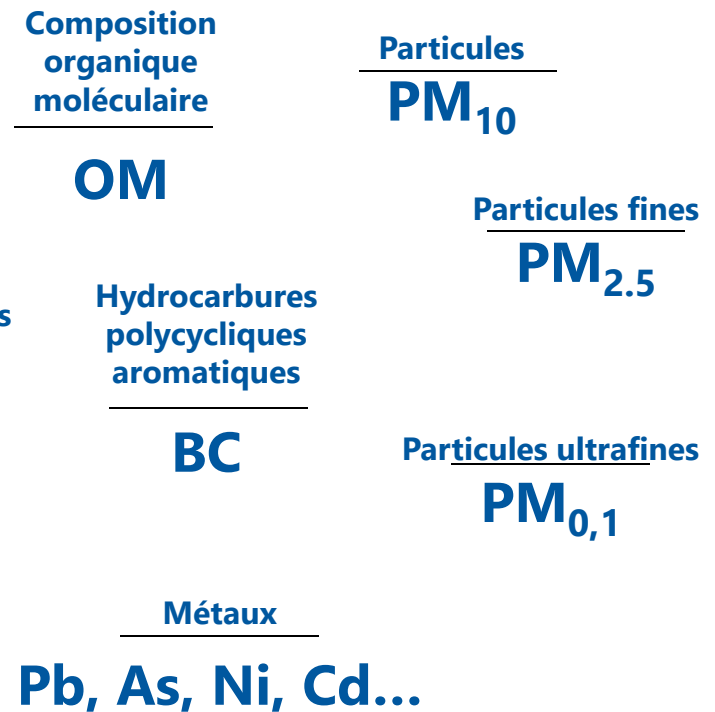 Composition
organique
moléculaire
OM
Particules
PM10
Particules fines
PM2.5
s
Hydrocarbures
polycycliques
aromatiques
BC
Particules ultrafines
PM0,1
Métaux
Pb, As, Ni, Cd...